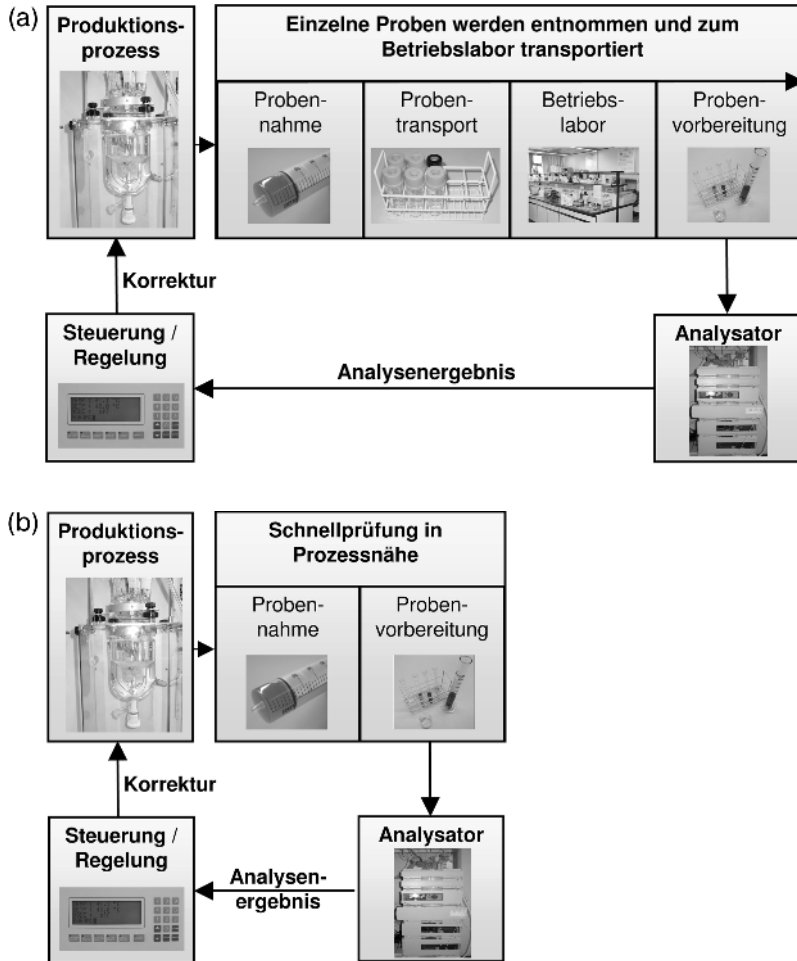 (a)
Produktions-
prozess
Einzelne Proben werden entnommen und zum
Betriebslabor transportiert
Proben-
nahme
Proben-
transport
Betriebs-
labor
Proben-
vorbereitung
Korrektur
Steuerung /
Regelung
Analysenergebnis
Analysator
(b)
Produktions-
prozess
Schnellprüfung in
Prozessnähe
Proben-
nahme
Proben-
vorbereitung
Korrektur
Steuerung /
Regelung
Analysen-
ergebnis
Analysator